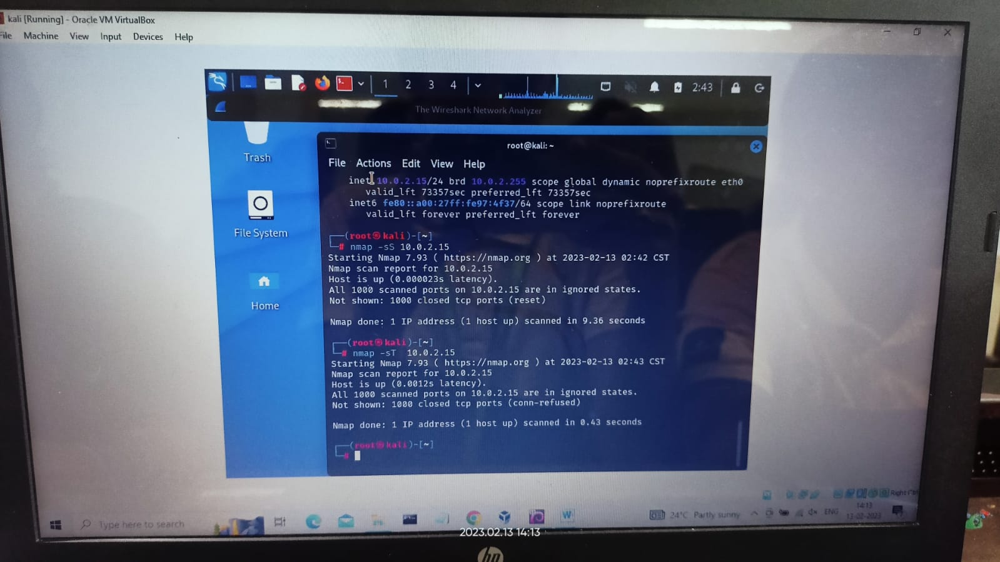 kali [Running] - Oracle VM VirtualBox
File Machine View Input Devices Help
1 2 3 4 2:43
The Wireshark Network Analyzer
Trash
File System
Home
root@kali: ~
File Actions Edit View Help
inet 10.0.2.15/24 brd 10.0.2.255 scope global dynamic noprefixroute eth0
valid_lft 73357sec preferred_lft 73357sec
inet6 fe80::a00:27ff:fe97:4f37/64 scope link noprefixroute
valid_lft forever preferred_lft forever
(root㉿kali)-[~]
# nmap -sS 10.0.2.15
Starting Nmap 7.93 ( https://nmap.org ) at 2023-02-13 02:42 CST
Nmap scan report for 10.0.2.15
Host is up (0.000023s latency).
All 1000 scanned ports on 10.0.2.15 are in ignored states.
Not shown: 1000 closed tcp ports (reset)
Nmap done: 1 IP address (1 host up) scanned in 9.36 seconds
(root㉿kali)-[~]
# nmap -sT  10.0.2.15
Starting Nmap 7.93 ( https://nmap.org ) at 2023-02-13 02:43 CST
Nmap scan report for 10.0.2.15
Host is up (0.0012s latency).
All 1000 scanned ports on 10.0.2.15 are in ignored states.
Not shown: 1000 closed tcp ports (conn-refused)
Nmap done: 1 IP address (1 host up) scanned in 0.43 seconds
(root㉿kali)-[~]
#
Right
Type here to search
24°C Partly sunny
ENG
14:13
13-02-2023
2023.02.13 14:13
hp